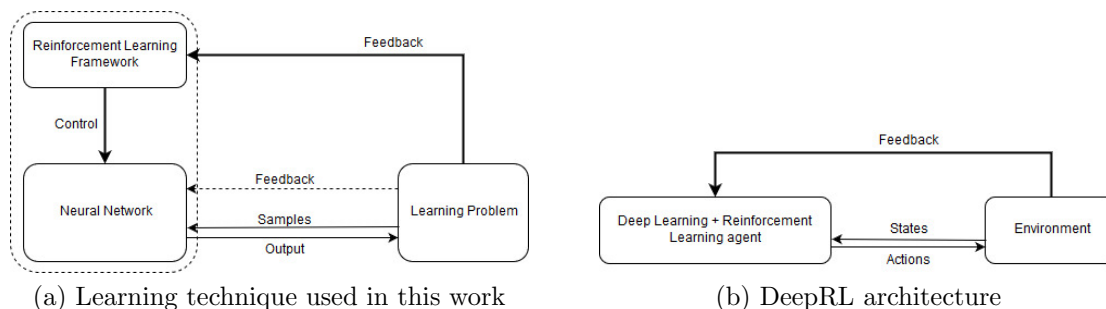 Reinforcement Learning
Framework
Feedback
Control
Neural Network
Feedback
Samples
Output
Learning Problem
(a) Learning technique used in this work
Feedback
Deep Learning + Reinforcement
Learning agent
States
Actions
Environment
(b) DeepRL architecture